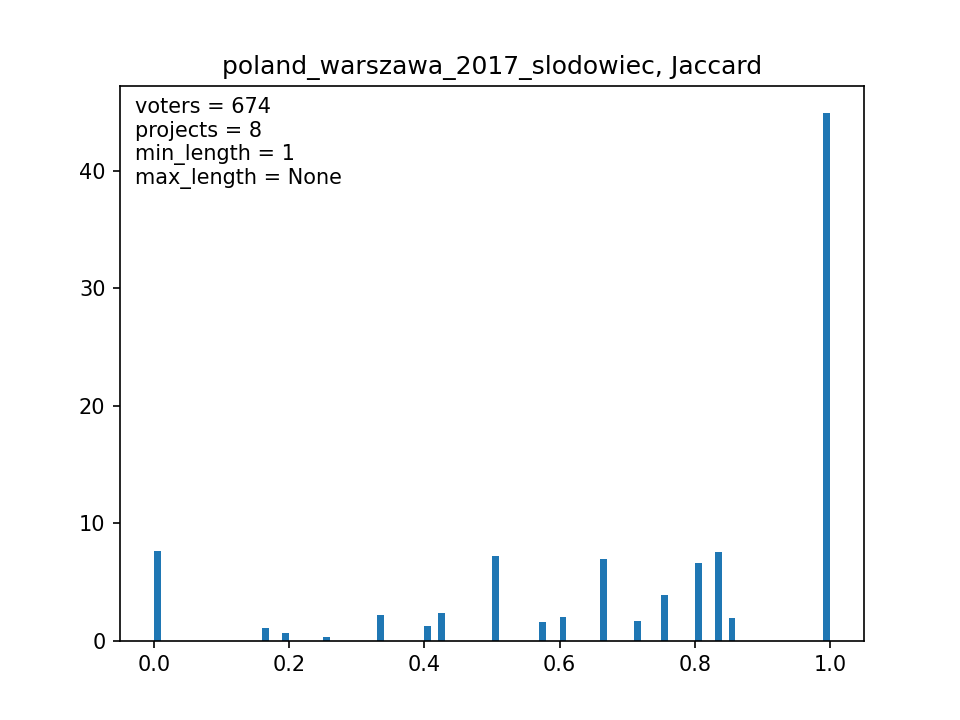 poland_warszawa_2017_slodowiec, Jaccard
voters = 674
projects = 8
min_length = 1
max_length = None
40
30
20
10
0
0.0 0.2 0.4 0.6 0.8 1.0